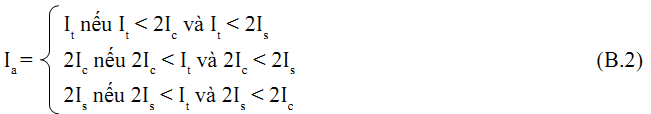 I_a = { I_t nếu I_t < 2I_c và I_t < 2I_s
2I_c nếu 2I_c < I_t và 2I_c < 2I_s (B.2)
2I_s nếu 2I_s < I_t và 2I_s < 2I_c